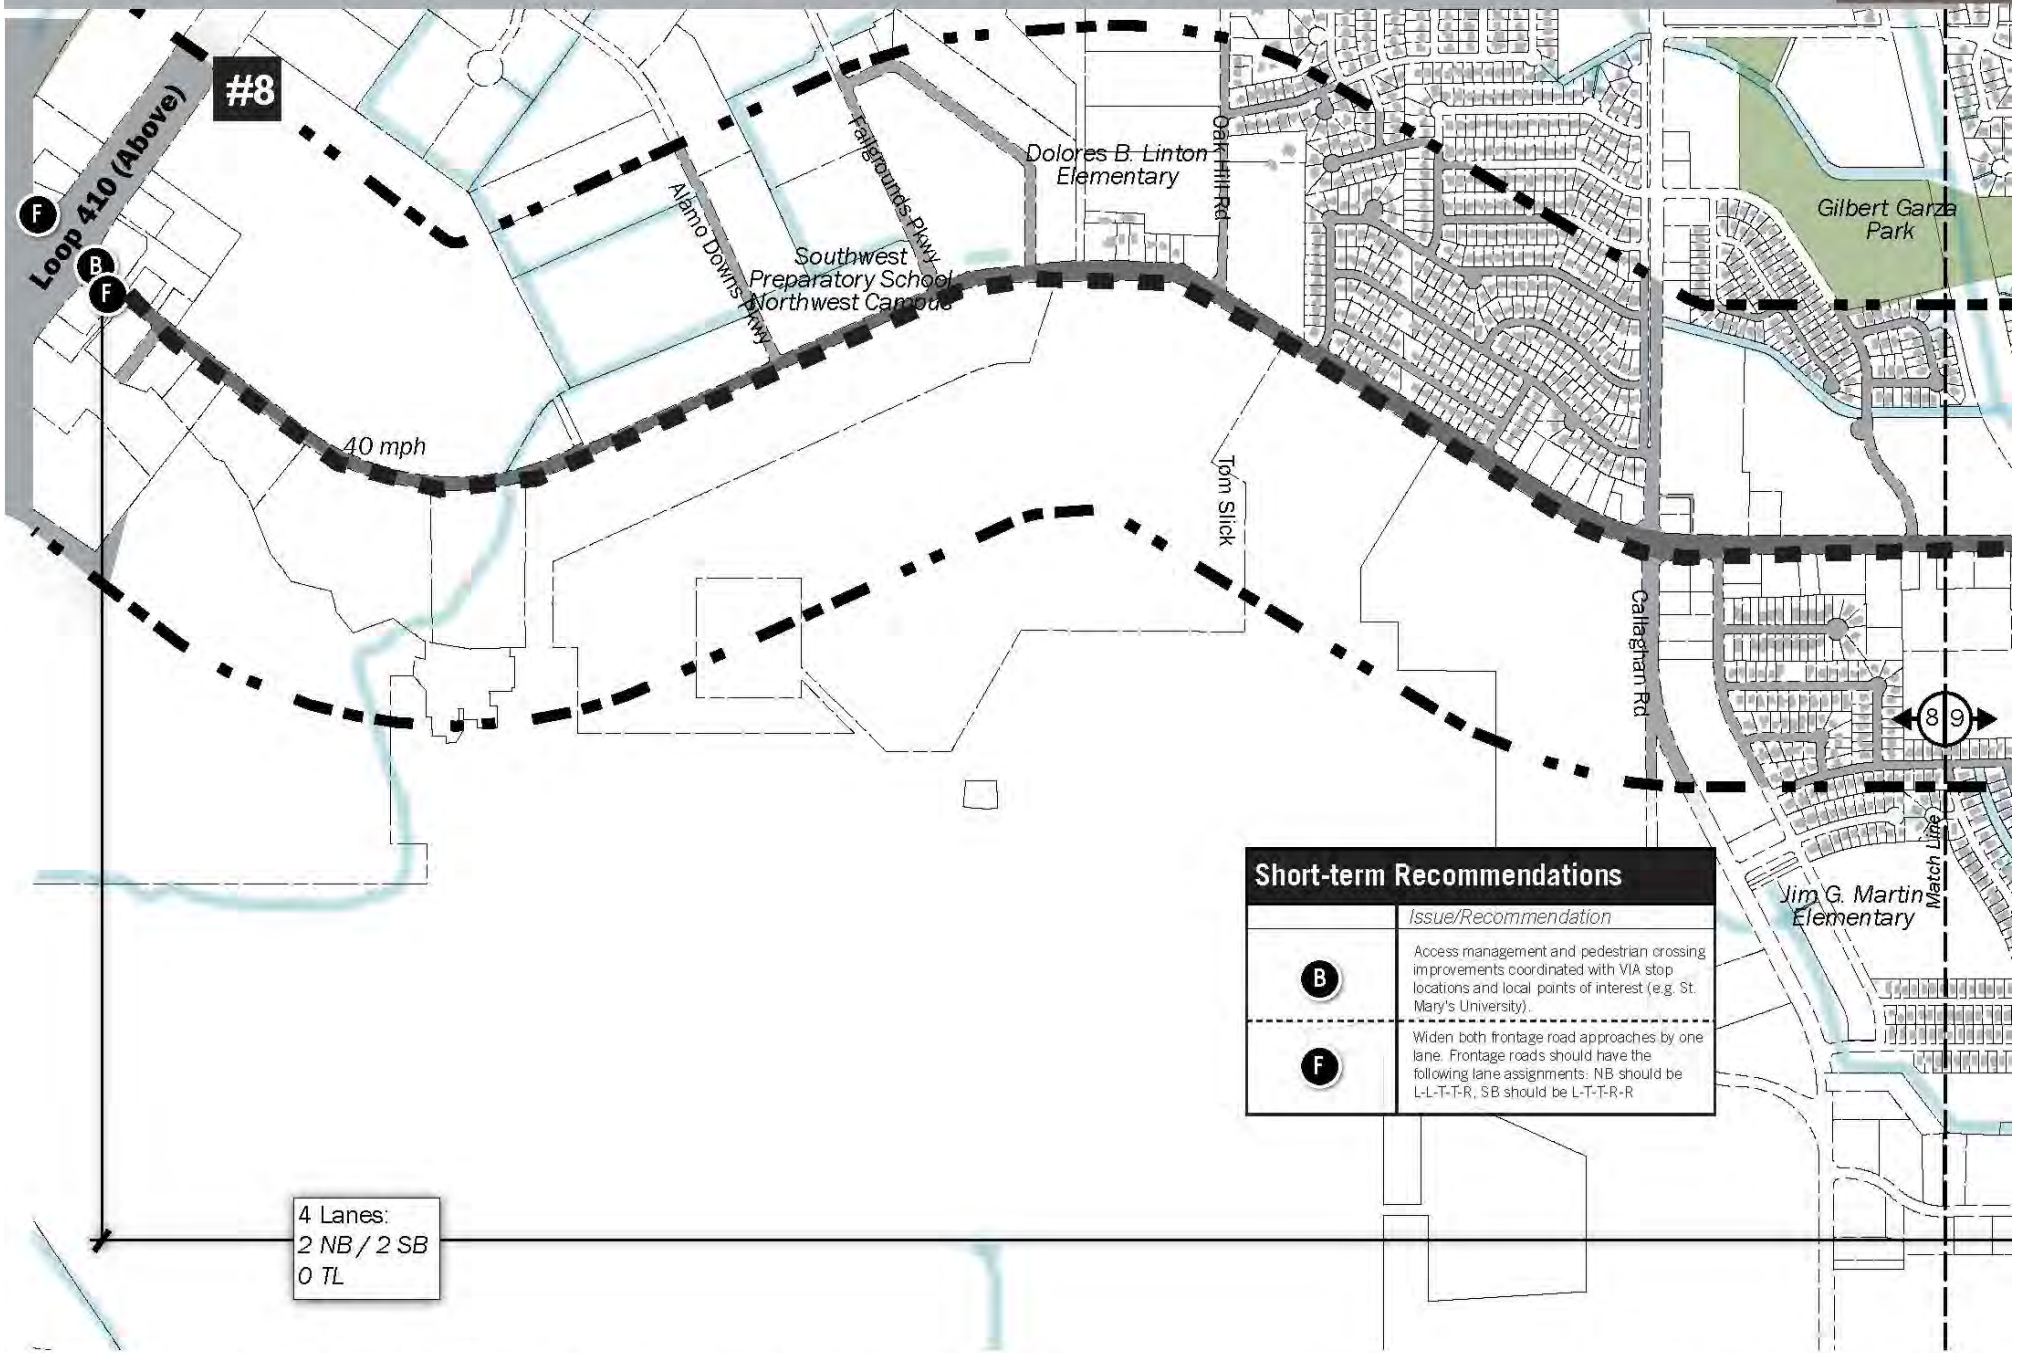 #8
Loop 410 (Above)
F
B
F
40 mph
Alamo Downs Pkwy
Fallgrounds Pkwy
Southwest
Preparatory School
Northwest Campus
Dolores B. Linton
Elementary
Oak Hill Rd
Gilbert Garza
Park
Tom Slick
Callaghan Rd
8 9
Match Line
Jim G. Martin
Elementary
Short-term Recommendations
Issue/Recommendation
B
Access management and pedestrian crossing
improvements coordinated with VIA stop
locations and local points of interest (e.g. St.
Mary's University).
F
Widen both frontage road approaches by one
lane. Frontage roads should have the
following lane assignments: NB should be
L-L-T-T-R, SB should be L-T-T-R-R
4 Lanes:
2 NB / 2 SB
0 TL